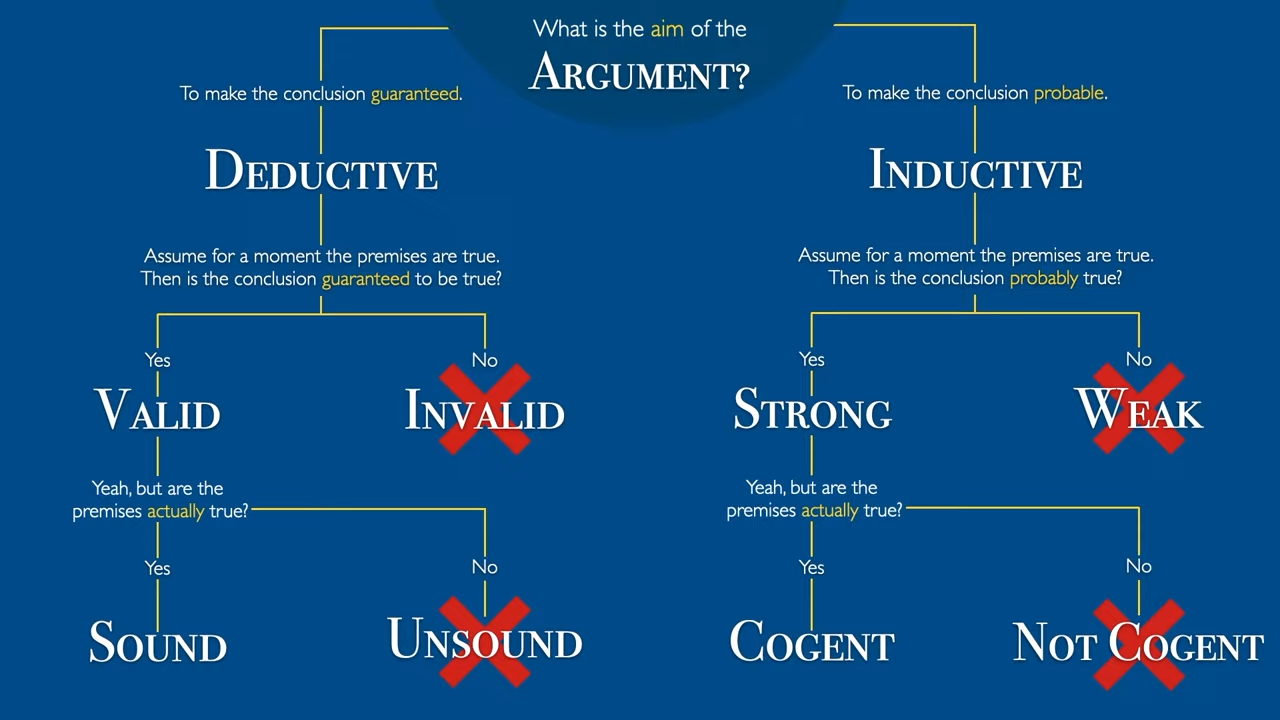 What is the aim of the
ARGUMENT?
To make the conclusion guaranteed.
To make the conclusion probable.
DEDUCTIVE
INDUCTIVE
Assume for a moment the premises are true.
Then is the conclusion guaranteed to be true?
Assume for a moment the premises are true.
Then is the conclusion probably true?
Yes
No
Yes
No
VALID
INVALID
STRONG
WEAK
Yeah, but are the
premises actually true?
Yeah, but are the
premises actually true?
Yes
No
Yes
No
SOUND
UNSOUND
COGENT
NOT COGENT